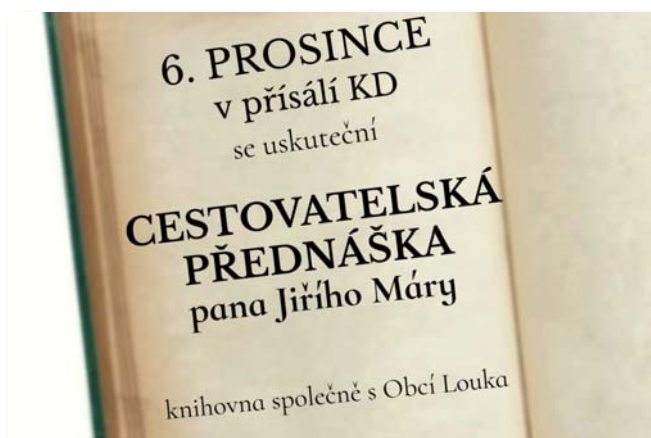 6. PROSINCE
v přísálí KD
se uskuteční
CESTOVATELSKÁ
PŘEDNÁŠKA
pana Jiřího Máry
knihovna společně s Obcí Louka